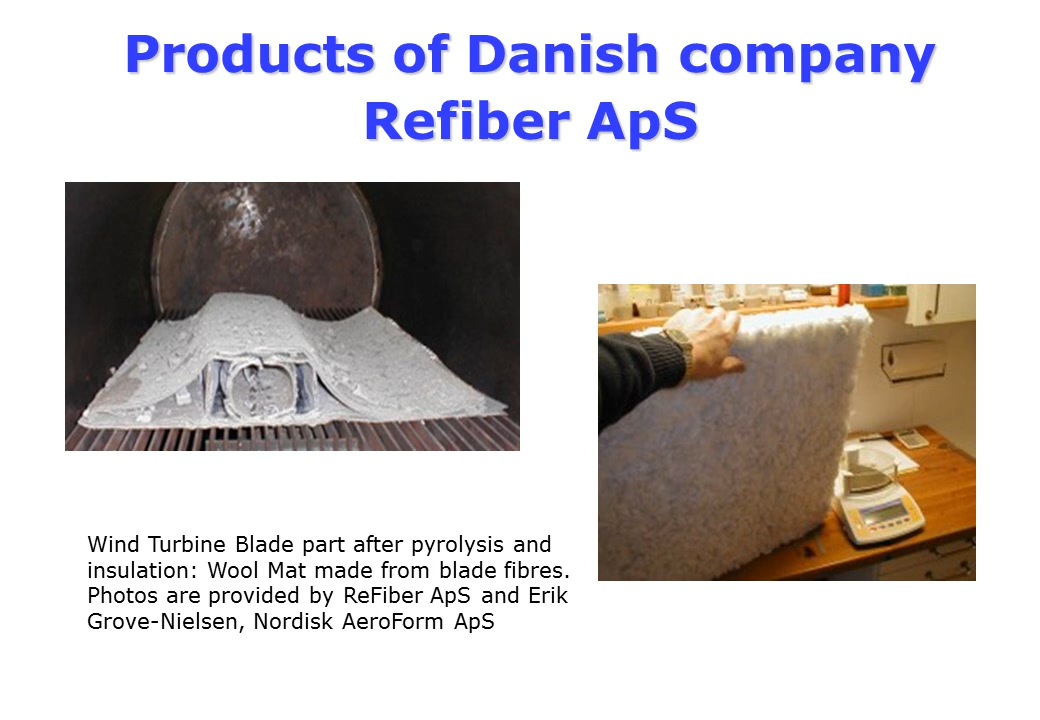 Products of Danish company
Refiber ApS
Wind Turbine Blade part after pyrolysis and
insulation: Wool Mat made from blade fibres.
Photos are provided by ReFiber ApS and Erik
Grove-Nielsen, Nordisk AeroForm ApS